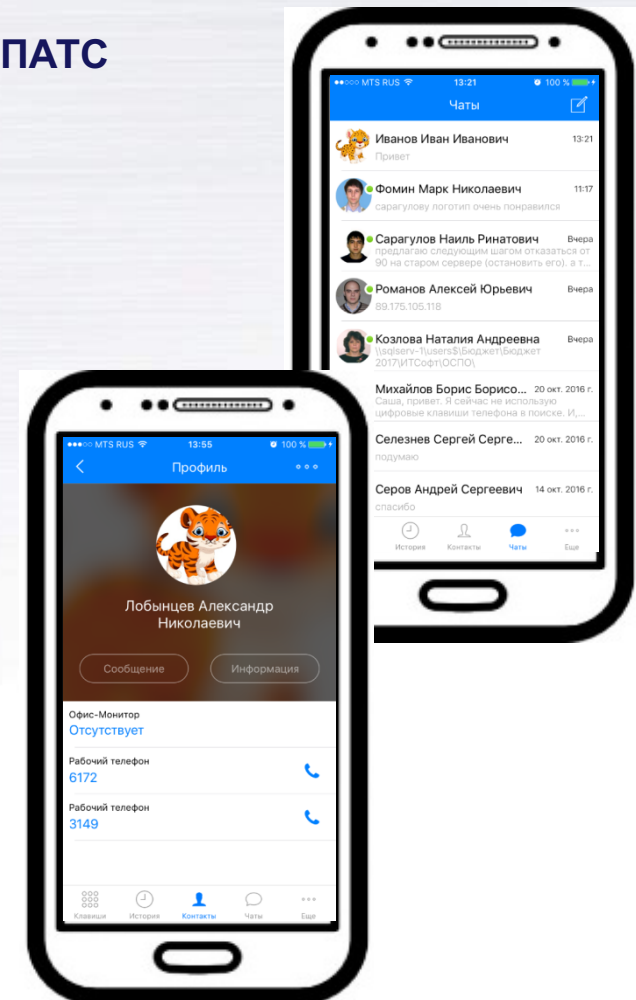 ПАТС
MTS RUS 13:21 100 %
Чаты
Иванов Иван Иванович 13:21
Привет
Фомин Марк Николаевич 11:17
сарагулову логотип очень понравился
Сарагулов Наиль Ринатович Вчера
предлагаю следующим шагом отказаться от
90 на старом сервере (остановить его). а т...
Романов Алексей Юрьевич Вчера
89.175.105.118
Козлова Наталия Андреевна Вчера
\\sqlserv-1\users$\Бюджет\Бюджет
2017\ИТСофт\ОСПО\
Михайлов Борис Борисо... 20 окт. 2016 г.
Саша, привет. Я сейчас не использую
цифровые клавиши телефона в поиске. И,...
Селезнев Сергей Серге... 20 окт. 2016 г.
подумаю
Серов Андрей Сергеевич 14 окт. 2016 г.
спасибо
История Контакты Чаты Еще
MTS RUS 13:55 100 %
Профиль
Лобынцев Александр
Николаевич
Сообщение Информация
Офис-Монитор
Отсутствует
Рабочий телефон
6172
Рабочий телефон
3149
Клавиши История Контакты Чаты Еще